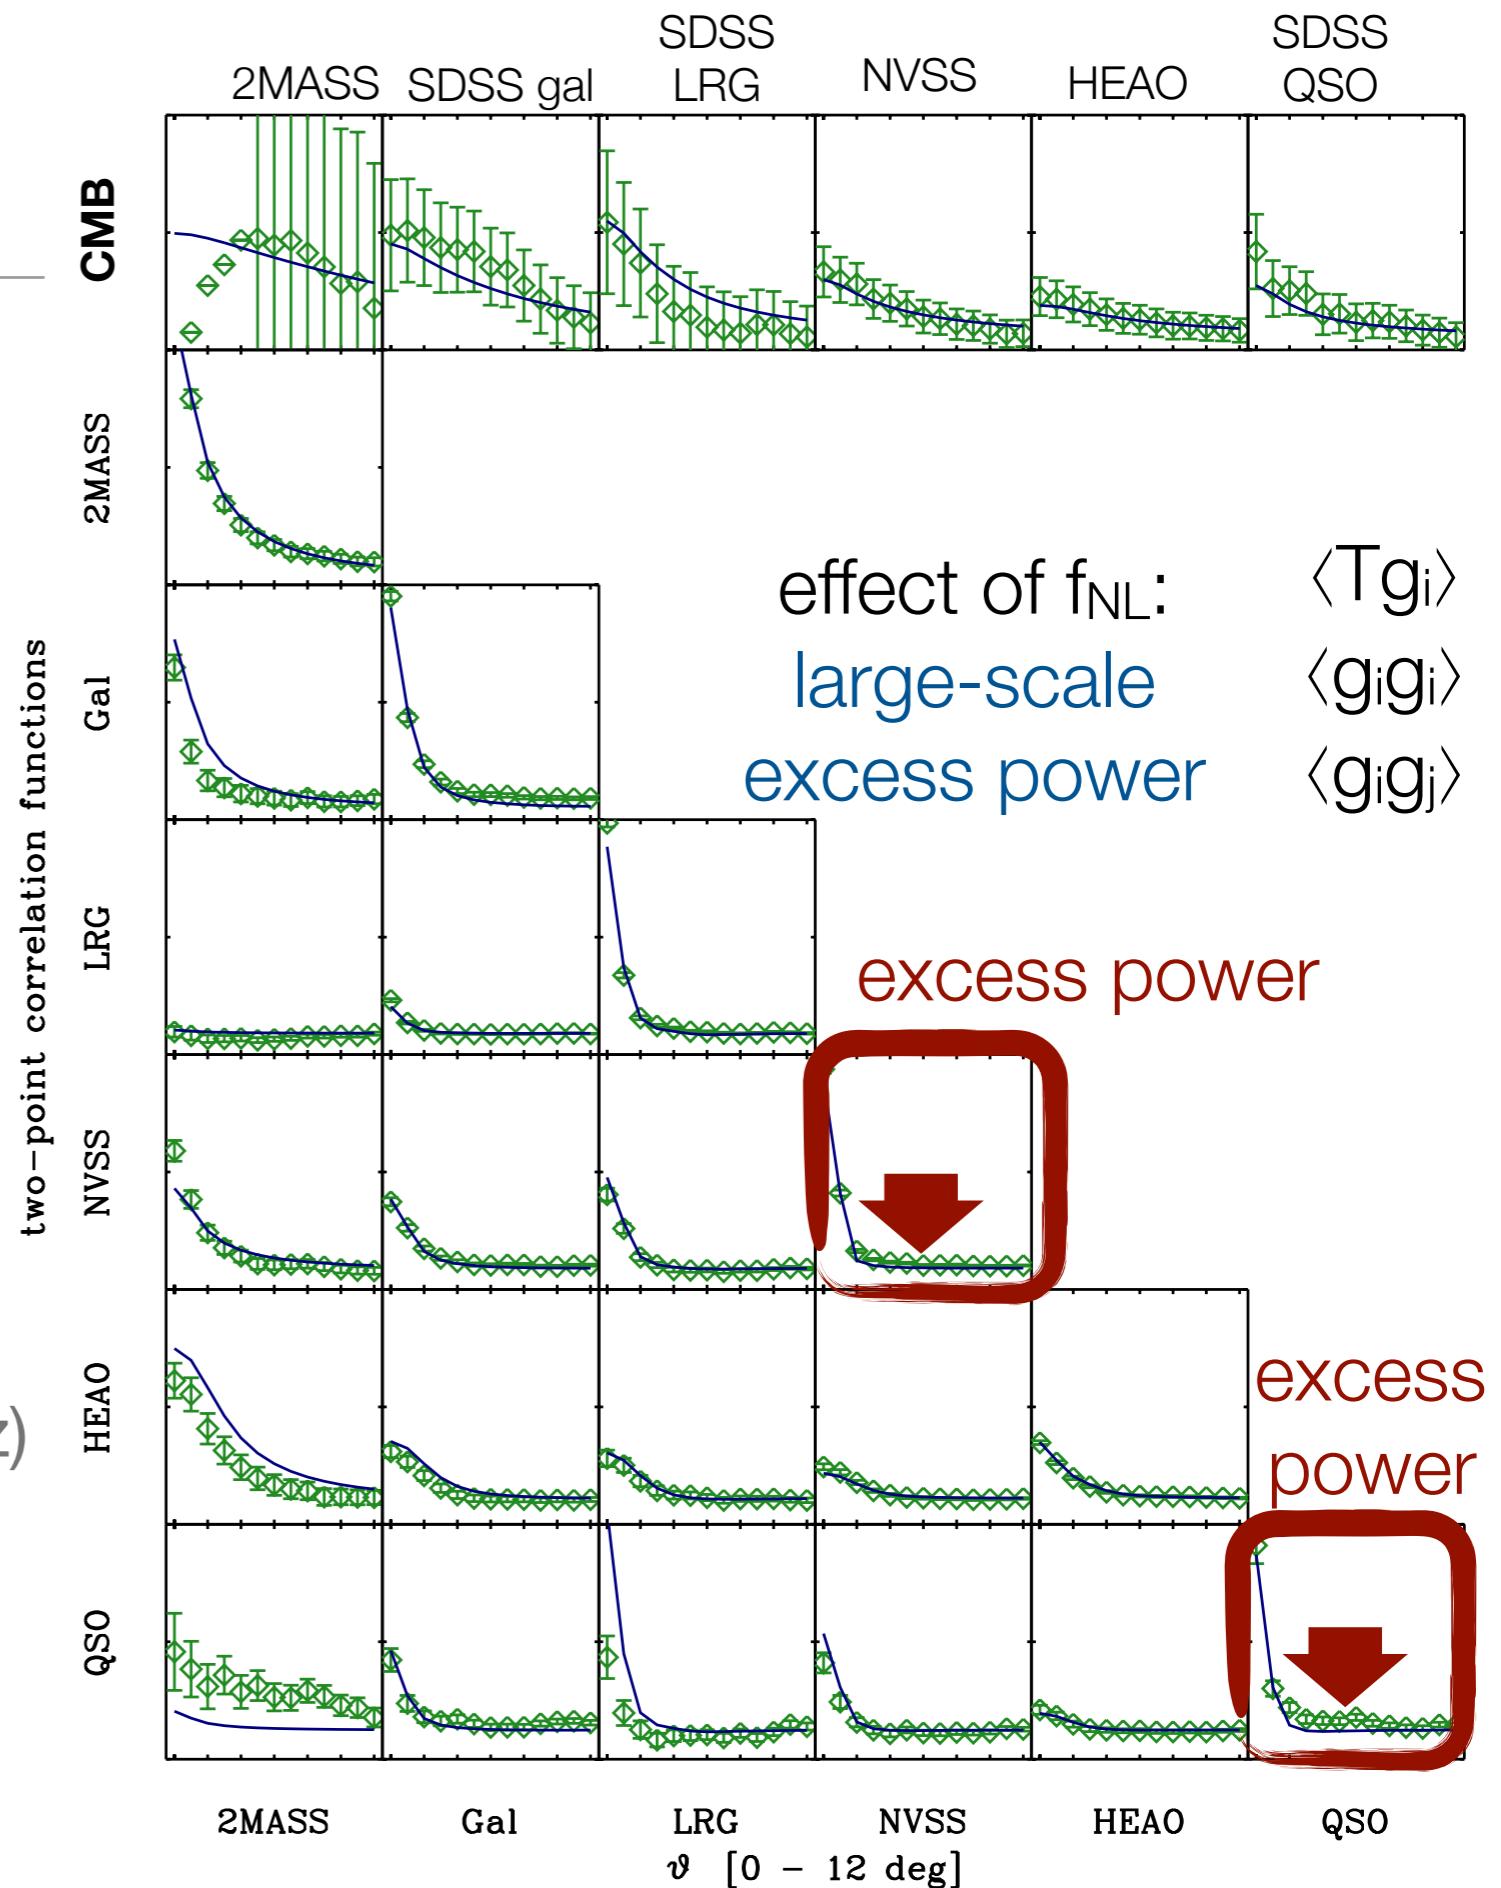 SDSS
SDSS
2MASS
SDSS gal
LRG
NVSS
HEAO
QSO
CMB
2MASS
effect of fNL:
⟨Tgi⟩
large-scale
⟨gigi⟩
excess power
⟨gigj⟩
two-point correlation functions
Gal
LRG
excess power
NVSS
HEAO
excess
power
z)
QSO
2MASS
Gal
LRG
NVSS
HEAO
QSO
ϑ [0 - 12 deg]